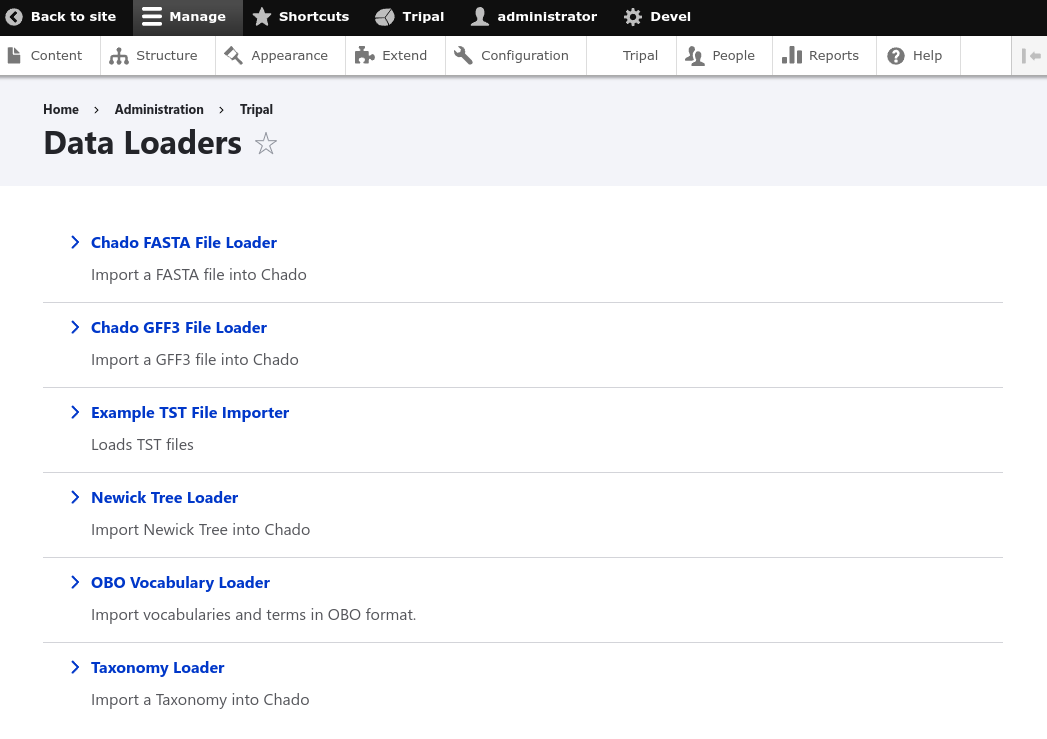 Back to site Manage Shortcuts Tripal administrator Devel
Content Structure Appearance Extend Configuration Tripal People Reports Help
Home › Administration › Tripal
Data Loaders
Chado FASTA File Loader
Import a FASTA file into Chado
Chado GFF3 File Loader
Import a GFF3 file into Chado
Example TST File Importer
Loads TST files
Newick Tree Loader
Import Newick Tree into Chado
OBO Vocabulary Loader
Import vocabularies and terms in OBO format.
Taxonomy Loader
Import a Taxonomy into Chado